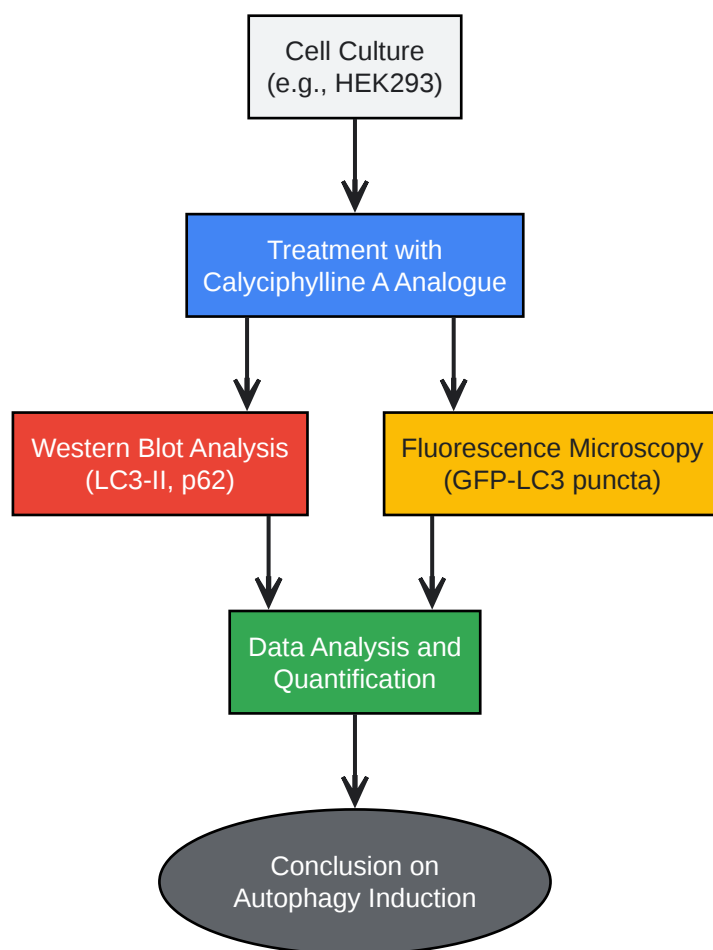 Cell Culture
(e.g., HEK293)
Treatment with
Calyciphylline A Analogue
Western Blot Analysis
(LC3-II, p62)
Fluorescence Microscopy
(GFP-LC3 puncta)
Data Analysis and
Quantification
Conclusion on
Autophagy Induction